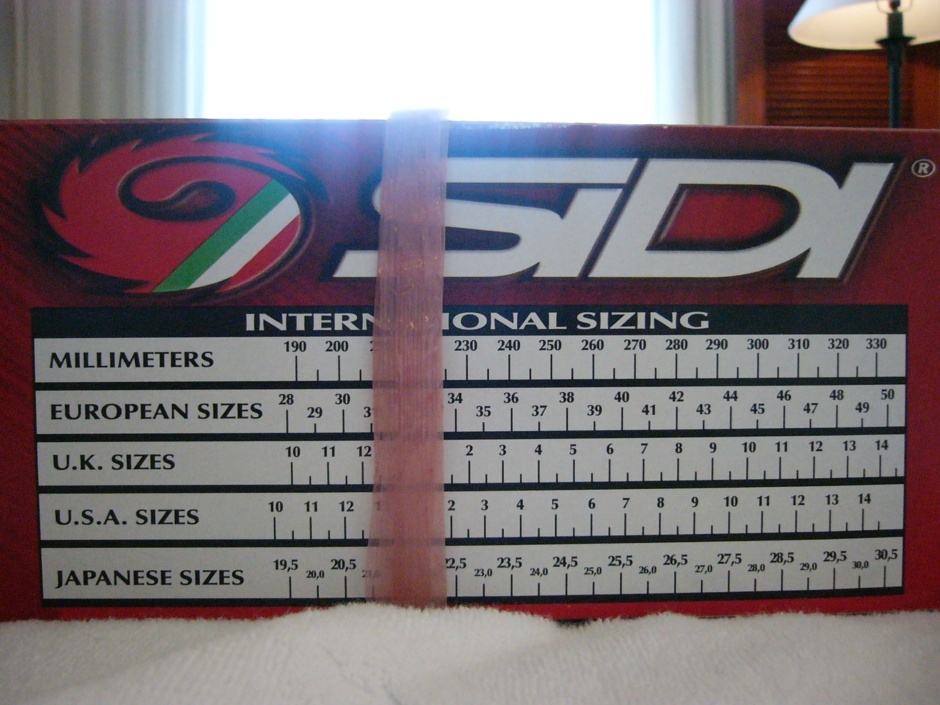 SIDI ®
INTERN IONAL SIZING
MILLIMETERS 190 200 230 240 250 260 270 280 290 300 310 320 330
EUROPEAN SIZES 28 29 30 34 35 36 37 38 39 40 41 42 43 44 45 46 47 48 49 50
U.K. SIZES 10 11 12 2 3 4 5 6 7 8 9 10 11 12 13 14
U.S.A. SIZES 10 11 12 2 3 4 5 6 7 8 9 10 11 12 13 14
JAPANESE SIZES 19,5 20,0 20,5 22,5 23,0 23,5 24,0 24,5 25,0 25,5 26,0 26,5 27,0 27,5 28,0 28,5 29,0 29,5 30,0 30,5